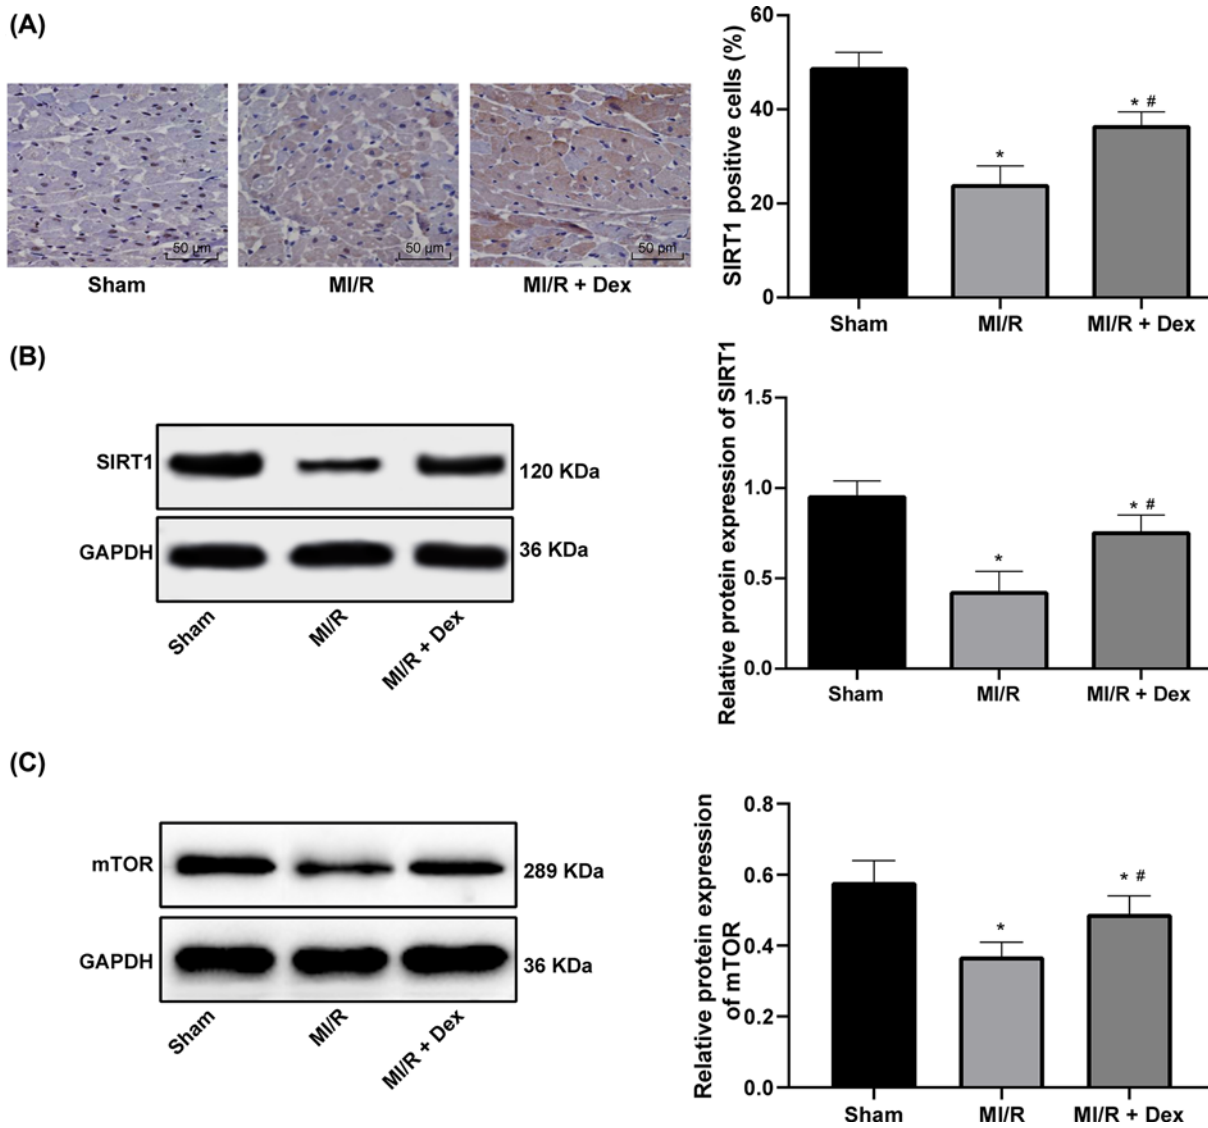 (A)
50 µm
50 µm
50 pm
Sham
MI/R
MI/R + Dex
SIRT1 positive cells (%)
60
40
20
0
*
* #
Sham
MI/R
MI/R + Dex
(B)
SIRT1
120 KDa
GAPDH
36 KDa
Sham
MI/R
MI/R + Dex
Relative protein expression of SIRT1
1.5
1.0
0.5
0.0
*
* #
Sham
MI/R
MI/R + Dex
(C)
mTOR
289 KDa
GAPDH
36 KDa
Sham
MI/R
MI/R + Dex
Relative protein expression
of mTOR
0.8
0.6
0.4
0.2
0.0
*
* #
Sham
MI/R
MI/R + Dex